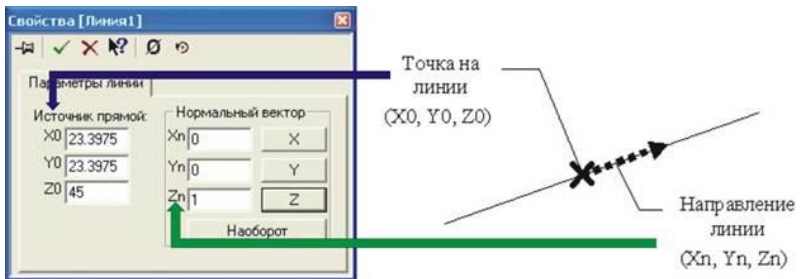 Свойства [Линия1]
Параметры линии
Источник прямой:
X0 23.3975
Y0 23.3975
Z0 45
Нормальный вектор
Xn 0 X
Yn 0 Y
Zn 1 Z
Наоборот
Точка на
линии
(X0, Y0, Z0)
Направление
линии
(Xn, Yn, Zn)